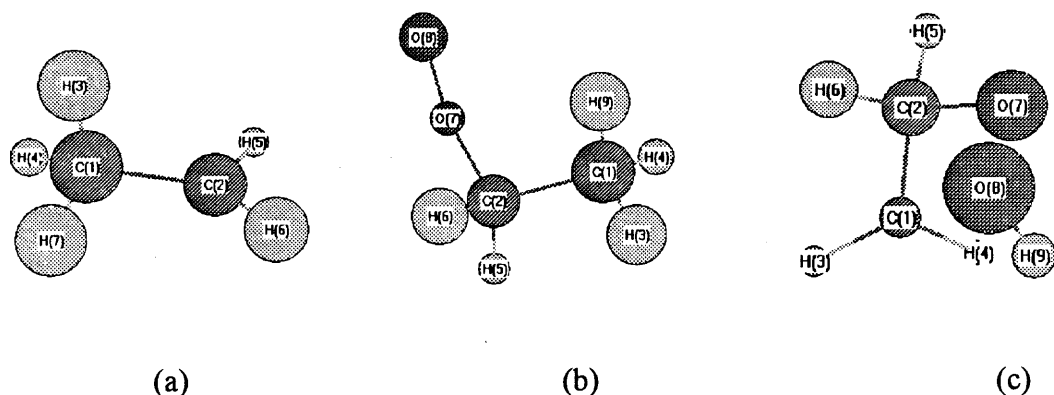 H(3)
H(4)
C(1)
H(5)
C(2)
H(7)
H(6)
(a)
O(8)
O(7)
H(9)
H(4)
C(1)
C(2)
H(6)
H(3)
H(5)
(b)
H(5)
H(6)
C(2)
O(7)
O(8)
C(1)
H(3)
H(4)
H(9)
(c)